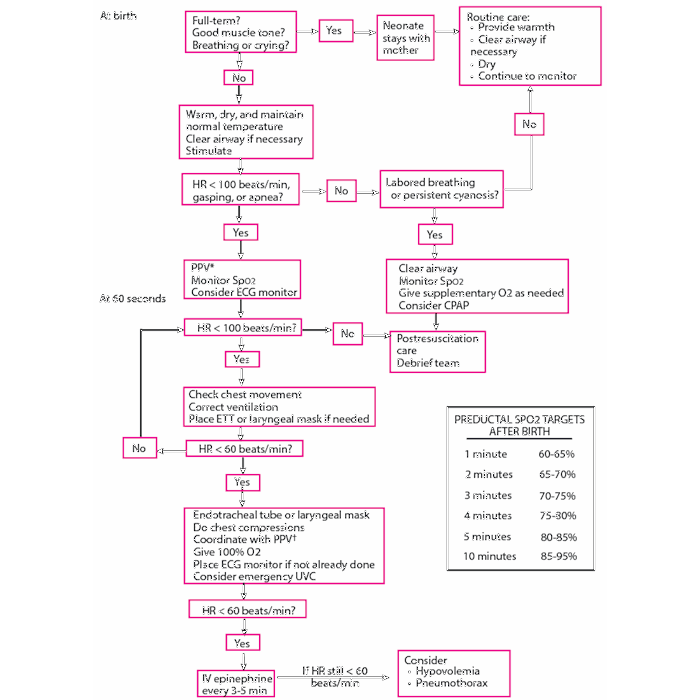 At birth
Full-term?
Good muscle tone?
Breathing or crying?
Yes
Neonate
stays with
mother
Routine care:
◦ Provide warmth
◦ Clear airway if
necessary
◦ Dry
◦ Continue to monitor
No
No
Warm, dry, and maintain
normal temperature
Clear airway if necessary
Stimulate
HR < 100 beats/min,
gasping, or apnea?
No
Labored breathing
or persistent cyanosis?
Yes
Yes
PPV*
Monitor SpO2
Consider ECG monitor
Clear airway
Monitor SpO2
Give supplementary O2 as needed
Consider CPAP
At 60 seconds
HR < 100 beats/min?
No
Postresuscitation
care
Debrief team
Yes
Check chest movement
Correct ventilation
Place ETT or laryngeal mask if needed
No
HR < 60 beats/min?
Yes
Endotracheal tube or laryngeal mask
Do chest compressions
Coordinate with PPV†
Give 100% O2
Place ECG monitor if not already done
Consider emergency UVC
HR < 60 beats/min?
Yes
IV epinephrine
every 3-5 min
If HR still < 60
beats/min
Consider
◦ Hypovolemia
◦ Pneumothorax
PREDUCTAL SPO2 TARGETS
AFTER BIRTH
1 minute 60-65%
2 minutes 65-70%
3 minutes 70-75%
4 minutes 75-80%
5 minutes 80-85%
10 minutes 85-95%